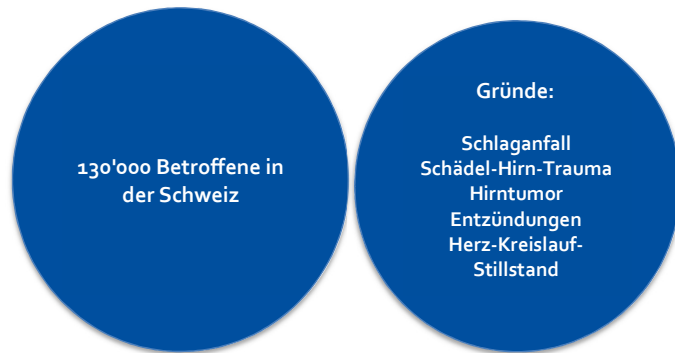 130'000 Betroffene in
der Schweiz
Gründe:
Schlaganfall
Schädel-Hirn-Trauma
Hirntumor
Entzündungen
Herz-Kreislauf-
Stillstand